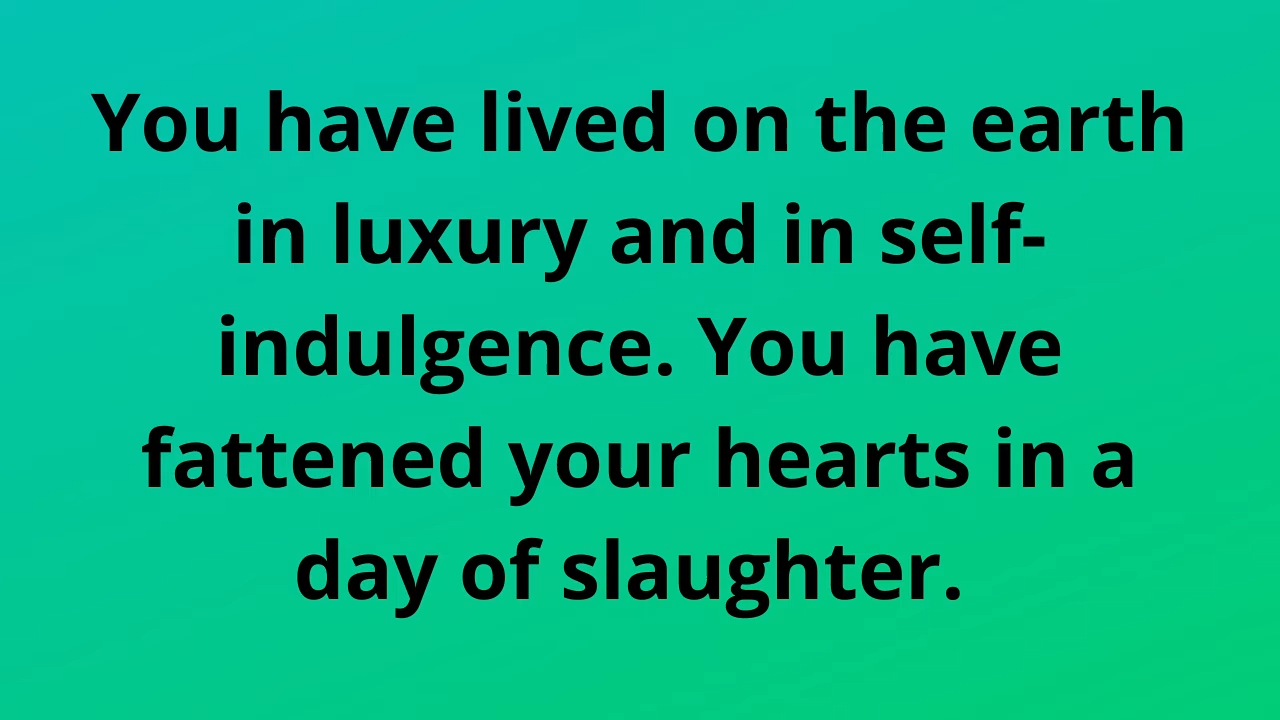 You have lived on the earth
in luxury and in self-
indulgence. You have
fattened your hearts in a
day of slaughter.